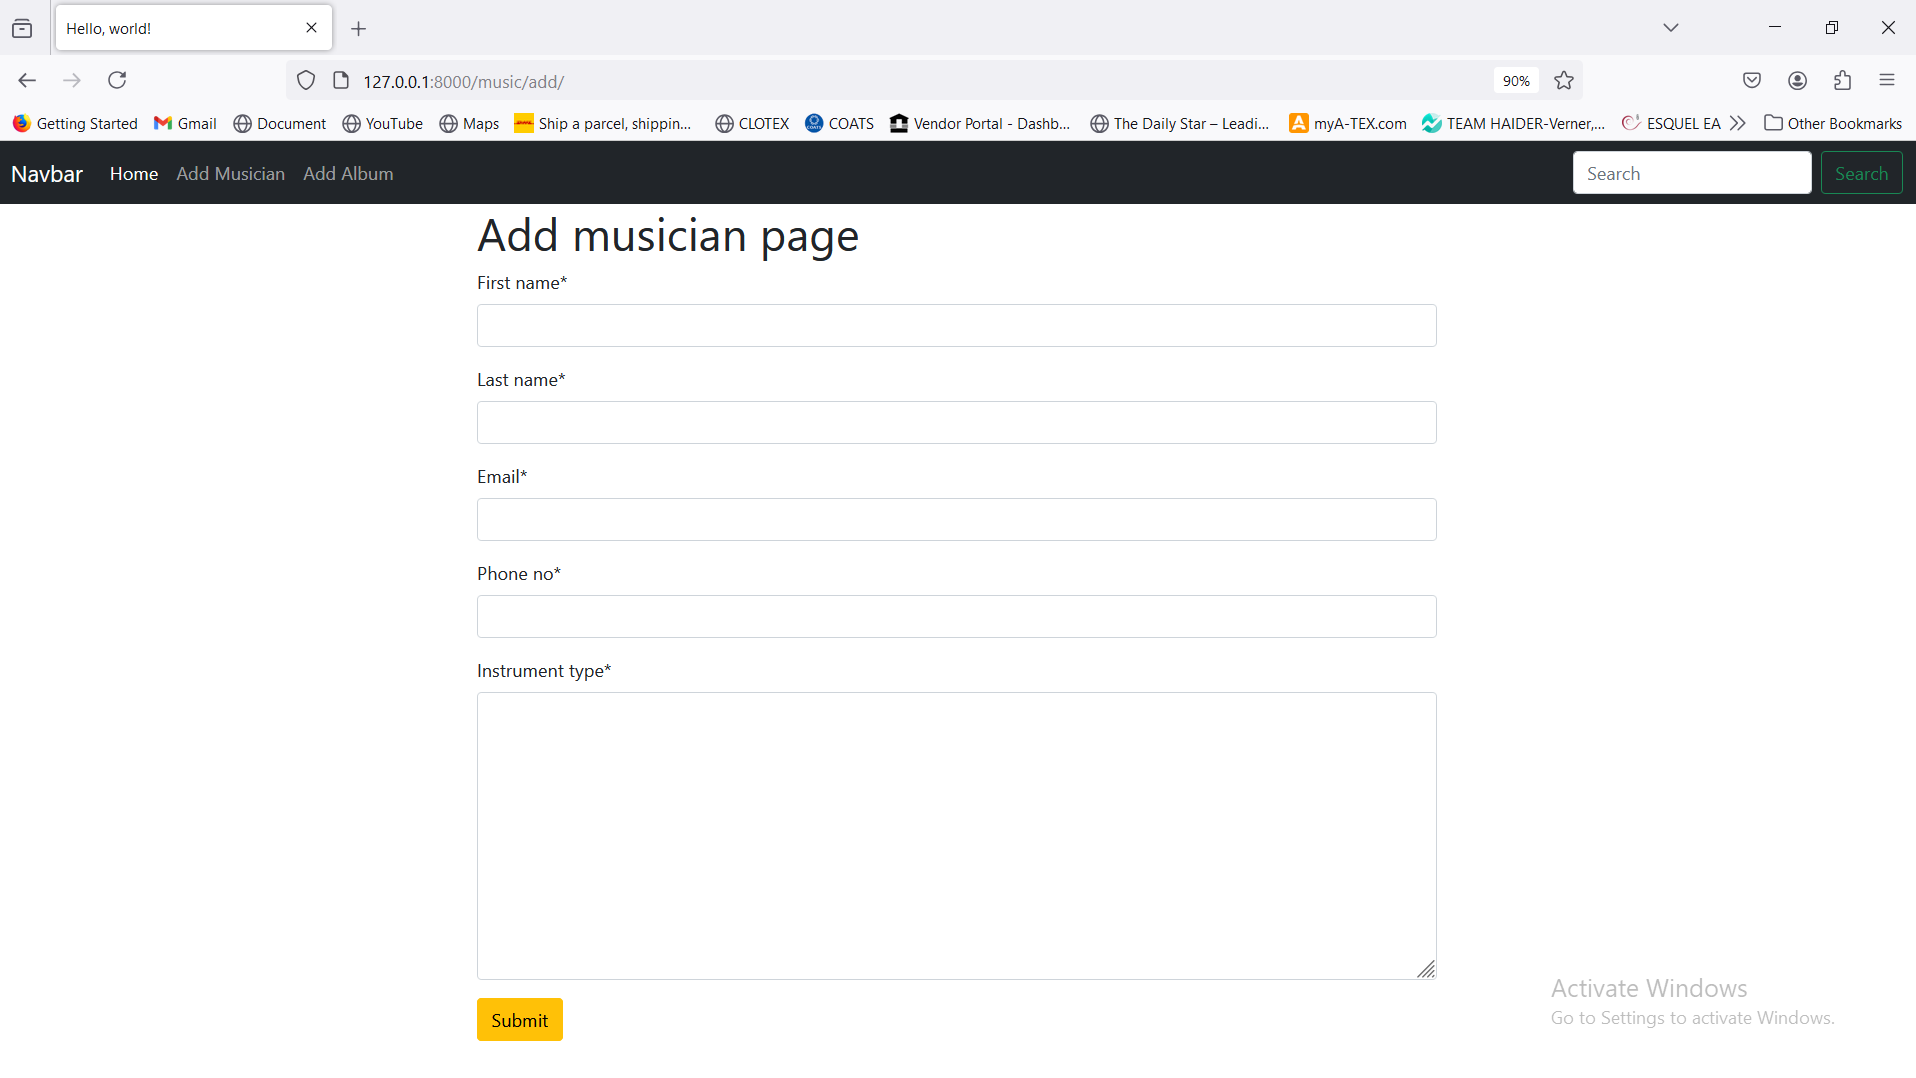 Hello, world!
127.0.0.1:8000/music/add/
90%
Getting Started Gmail Document YouTube Maps Ship a parcel, shippin... CLOTEX COATS Vendor Portal - Dashb... The Daily Star – Leadi... myA-TEX.com TEAM HAIDER-Verner,... ESQUEL EA Other Bookmarks
Navbar Home Add Musician Add Album Search Search
Add musician page
First name*
Last name*
Email*
Phone no*
Instrument type*
Submit
Activate Windows
Go to Settings to activate Windows.